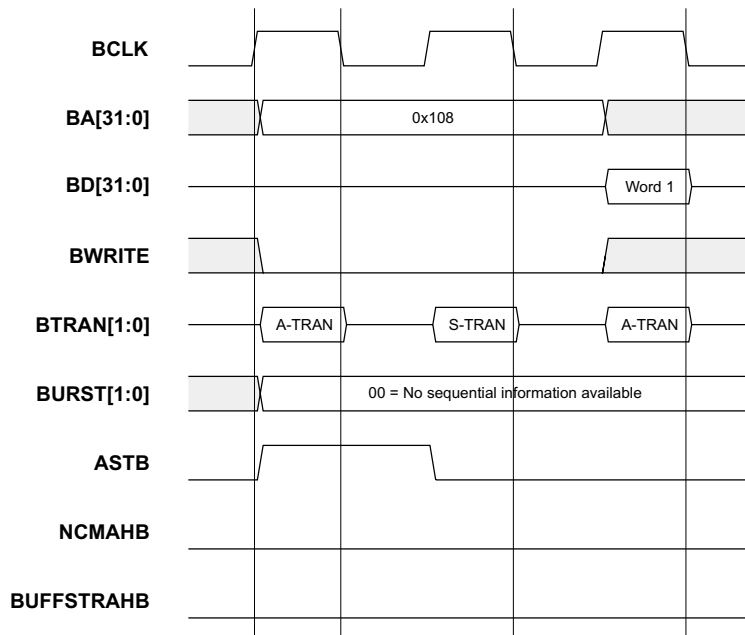 BCLK
BA[31:0] 0x108
BD[31:0] Word 1
BWRITE
BTRAN[1:0] A-TRAN S-TRAN A-TRAN
BURST[1:0] 00 = No sequential information available
ASTB
NCMAHB
BUFFSTRAHB